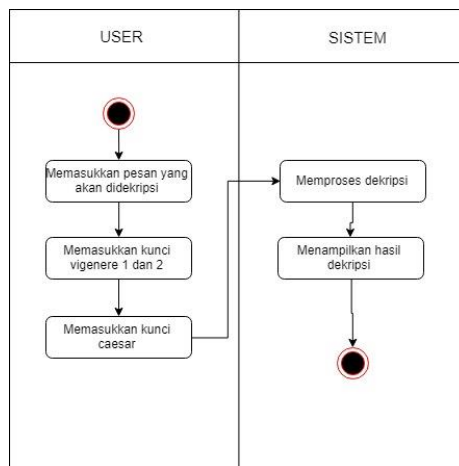 USER
SISTEM
Memasukkan pesan yang
akan didekripsi
Memasukkan kunci
vigenere 1 dan 2
Memasukkan kunci
caesar
Memproses dekripsi
Menampilkan hasil
dekripsi